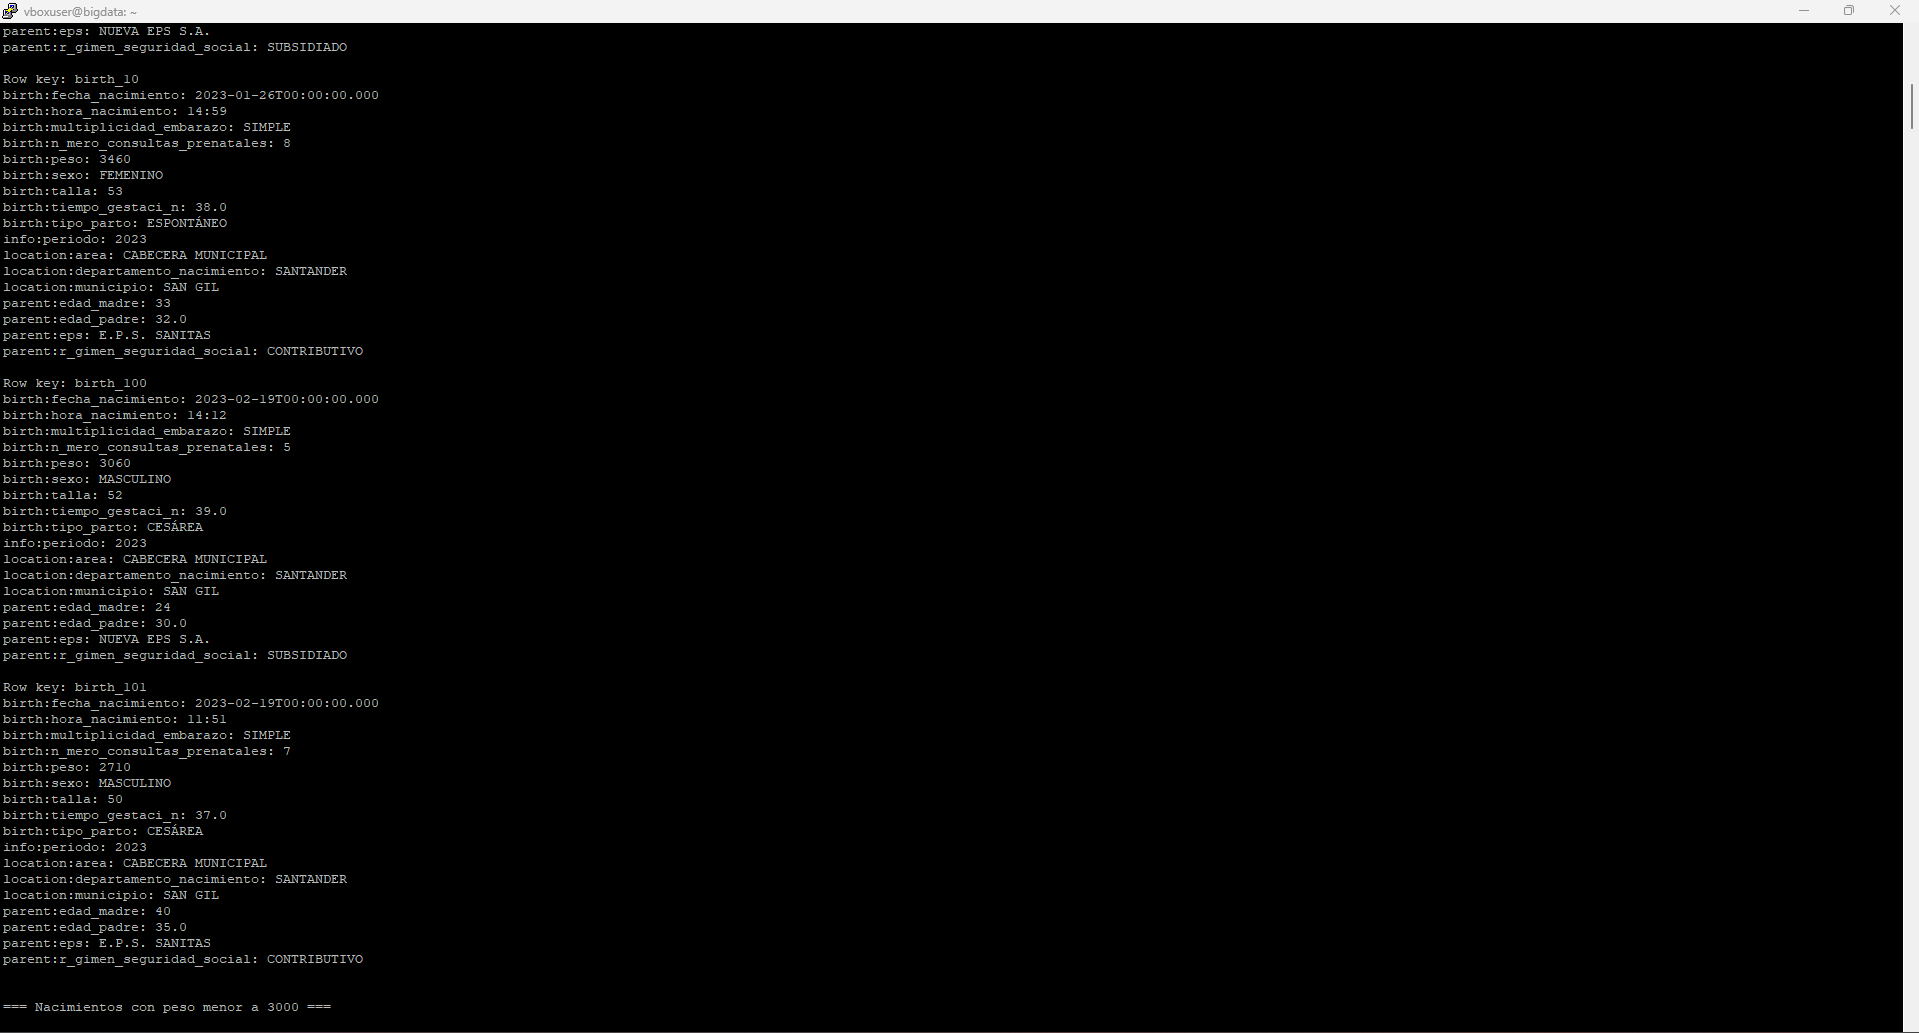 vboxuser@bigdata: ~
parent:eps: NUEVA EPS S.A.
parent:r_gimen_seguridad_social: SUBSIDIADO
Row key: birth_10
birth:fecha_nacimiento: 2023-01-26T00:00:00.000
birth:hora_nacimiento: 14:59
birth:multiplicidad_embarazo: SIMPLE
birth:n_mero_consultas_prenatales: 8
birth:peso: 3460
birth:sexo: FEMENINO
birth:talla: 53
birth:tiempo_gestaci_n: 38.0
birth:tipo_parto: ESPONTÁNEO
info:periodo: 2023
location:area: CABECERA MUNICIPAL
location:departamento_nacimiento: SANTANDER
location:municipio: SAN GIL
parent:edad_madre: 33
parent:edad_padre: 32.0
parent:eps: E.P.S. SANITAS
parent:r_gimen_seguridad_social: CONTRIBUTIVO
Row key: birth_100
birth:fecha_nacimiento: 2023-02-19T00:00:00.000
birth:hora_nacimiento: 14:12
birth:multiplicidad_embarazo: SIMPLE
birth:n_mero_consultas_prenatales: 5
birth:peso: 3060
birth:sexo: MASCULINO
birth:talla: 52
birth:tiempo_gestaci_n: 39.0
birth:tipo_parto: CESÁREA
info:periodo: 2023
location:area: CABECERA MUNICIPAL
location:departamento_nacimiento: SANTANDER
location:municipio: SAN GIL
parent:edad_madre: 24
parent:edad_padre: 30.0
parent:eps: NUEVA EPS S.A.
parent:r_gimen_seguridad_social: SUBSIDIADO
Row key: birth_101
birth:fecha_nacimiento: 2023-02-19T00:00:00.000
birth:hora_nacimiento: 11:51
birth:multiplicidad_embarazo: SIMPLE
birth:n_mero_consultas_prenatales: 7
birth:peso: 2710
birth:sexo: MASCULINO
birth:talla: 50
birth:tiempo_gestaci_n: 37.0
birth:tipo_parto: CESÁREA
info:periodo: 2023
location:area: CABECERA MUNICIPAL
location:departamento_nacimiento: SANTANDER
location:municipio: SAN GIL
parent:edad_madre: 40
parent:edad_padre: 35.0
parent:eps: E.P.S. SANITAS
parent:r_gimen_seguridad_social: CONTRIBUTIVO
=== Nacimientos con peso menor a 3000 ===